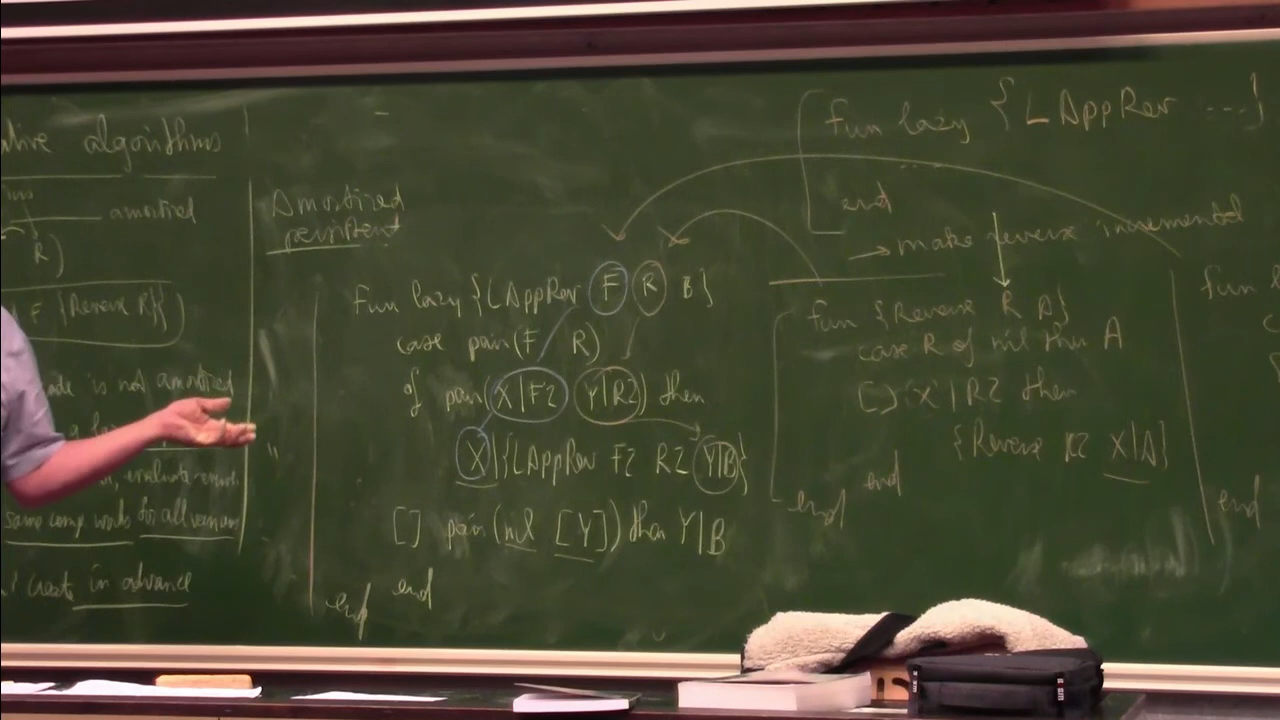 algorithms
amortized
R)
F {Reverse R}}
is not amortized
same comp works for all versions
in advance
Amortized
persistent
Fun lazy {LAppRev F R B}
case pair(F R)
of pair(X|F2 Y|R2) then
X|{LAppRev F2 R2 Y|B}
[] pair(nil [Y]) then Y|B
end
end
fun lazy {LAppRev ...}
end
→ make reverse incremental
fun {Reverse R A}
case R of nil then A
[] X|R2 then
{Reverse R2 X|A}
end
end
fun
end